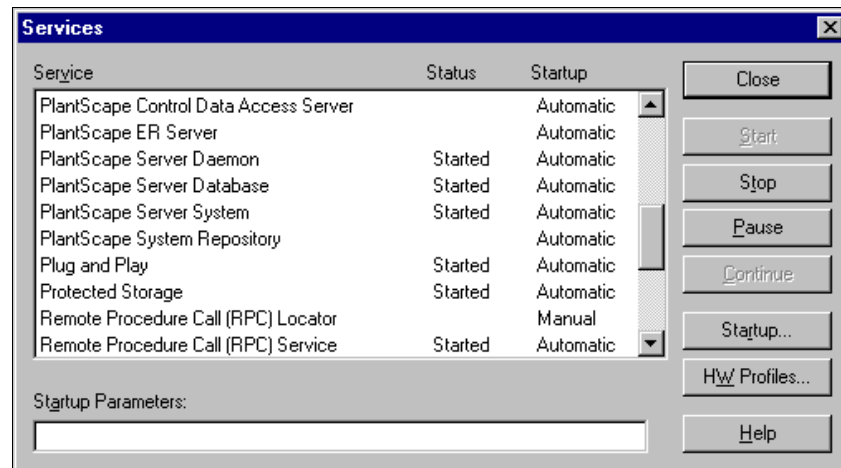 Services
Service Status Startup
PlantScape Control Data Access Server Automatic
PlantScape ER Server Automatic
PlantScape Server Daemon Started Automatic
PlantScape Server Database Started Automatic
PlantScape Server System Started Automatic
PlantScape System Repository Automatic
Plug and Play Started Automatic
Protected Storage Started Automatic
Remote Procedure Call (RPC) Locator Manual
Remote Procedure Call (RPC) Service Started Automatic
Startup Parameters:
Close
Start
Stop
Pause
Continue
Startup...
HW Profiles...
Help